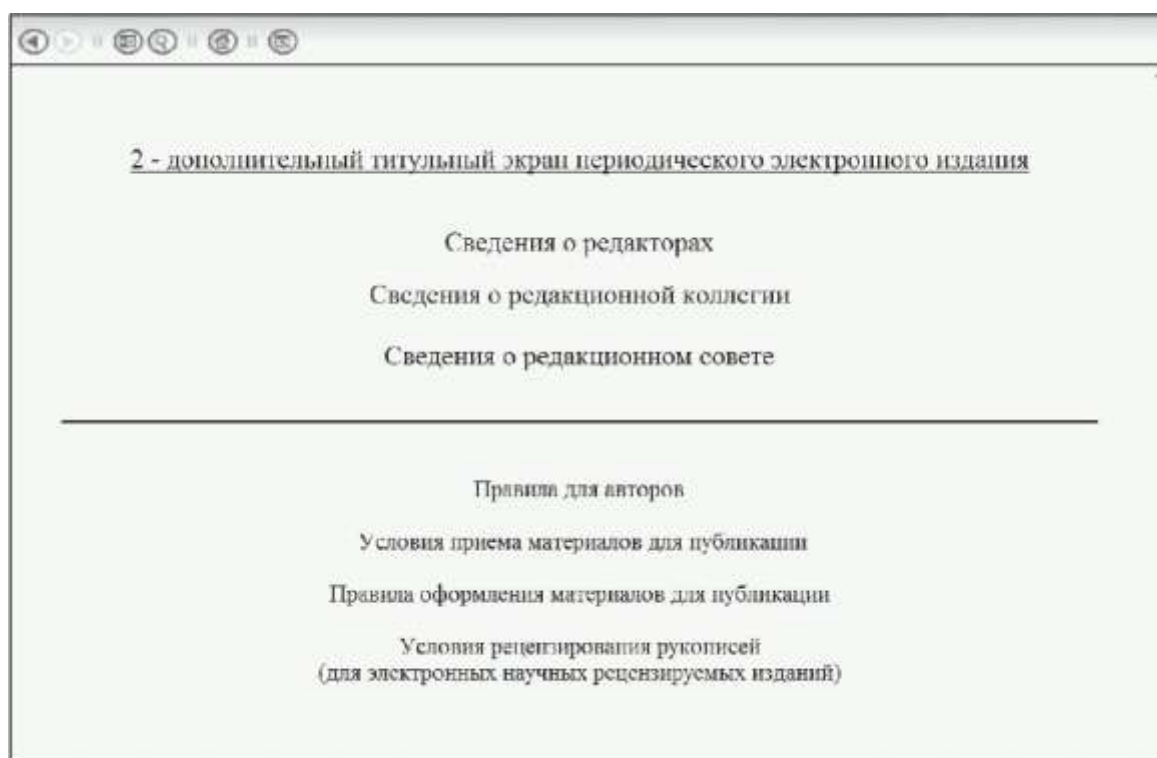 2 - дополнительный титульный экран периодического электронного издания
Сведения о редакторах
Сведения о редакционной коллегии
Сведения о редакционном совете
Правила для авторов
Условия приема материалов для публикации
Правила оформления материалов для публикации
Условия рецензирования рукописей
(для электронных научных рецензируемых изданий)